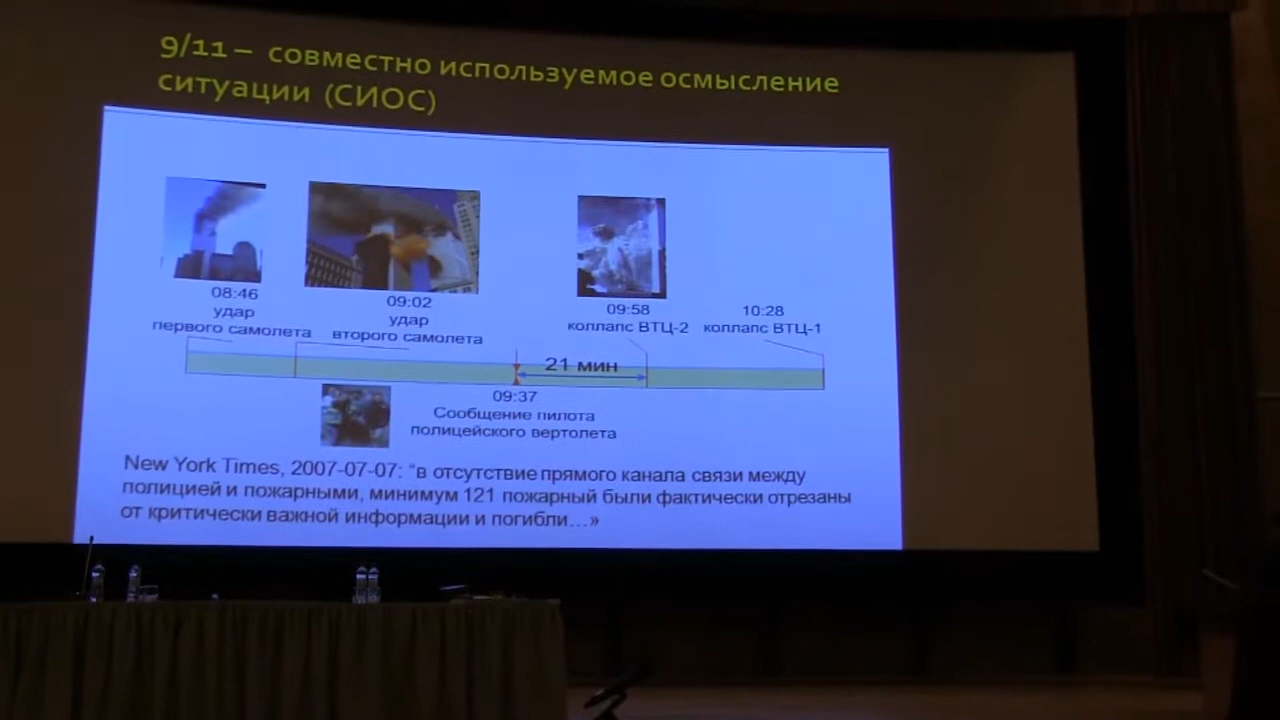 9/11 – совместно используемое осмысление
ситуации (СИОС)
08:46
удар
первого самолета
09:02
удар
второго самолета
09:58
коллапс ВТЦ-2
10:28
коллапс ВТЦ-1
21 мин
09:37
Сообщение пилота
полицейского вертолета
New York Times, 2007-07-07: “в отсутствие прямого канала связи между
полицией и пожарными, минимум 121 пожарный были фактически отрезаны
от критически важной информации и погибли…»